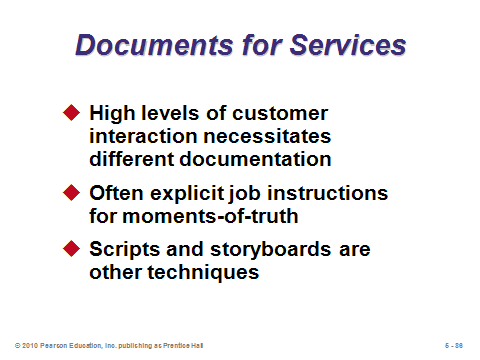 Documents for Services
High levels of customer
interaction necessitates
different documentation
Often explicit job instructions
for moments-of-truth
Scripts and storyboards are
other techniques
© 2010 Pearson Education, Inc. publishing as Prentice Hall
5 - 38